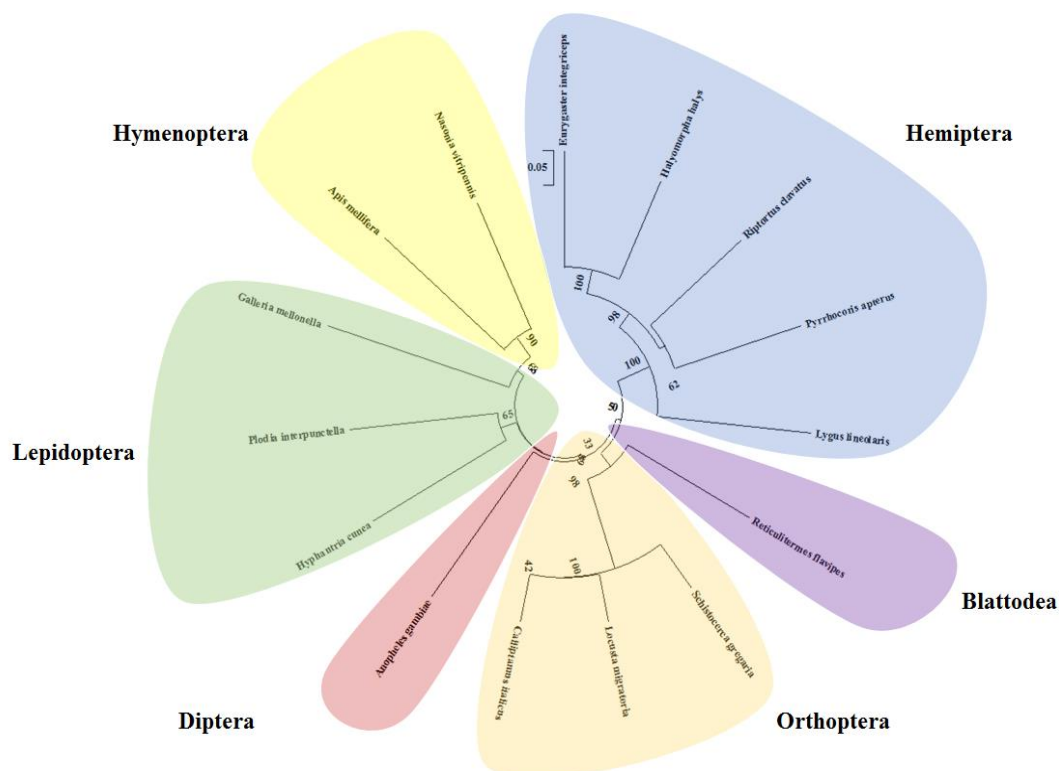 Hymenoptera
Hemiptera
Lepidoptera
Blattodea
Diptera
Orthoptera
Eurygaster integriceps
Halyomorpha halys
Riptortus clavatus
Pyrrhocoris apterus
Lygus lineolaris
Reticulitermes flavipes
Schistocerca gregaria
Locusta migratoria
Calliptamus italicus
Anopheles gambiae
Hyphantria cunea
Plodia interpunctella
Galleria mellonella
Apis mellifera
Nasonia vitripennis
0.05
100
98
100
62
50
33
98
100
42
65
90